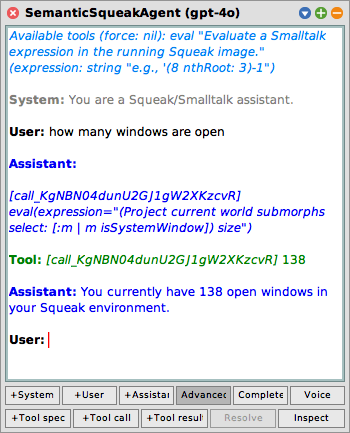 SemanticSqueakAgent (gpt-4o)
Available tools (force: nil): eval "Evaluate a Smalltalk
expression in the running Squeak image."
(expression: string "e.g., '(8 nthRoot: 3)-1")
System: You are a Squeak/Smalltalk assistant.
User: how many windows are open
Assistant:
[call_KgNBN04dunU2GJ1gW2XKzcvR]
eval(expression="(Project current world submorphs
select: [:m | m isSystemWindow]) size")
Tool: [call_KgNBN04dunU2GJ1gW2XKzcvR] 138
Assistant: You currently have 138 open windows in
your Squeak environment.
User:
+System +User +Assistar Advanced Complete Voice
+Tool spec +Tool call +Tool result Resolve Inspect